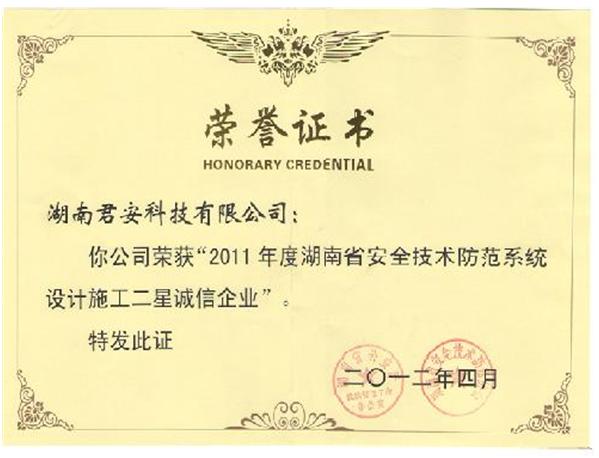 荣誉证书
HONORARY CREDENTIAL
湖南君安科技有限公司：
你公司荣获“2011年度湖南省安全技术防范系统
设计施工二星诚信企业”。
特发此证
二〇一二年四月